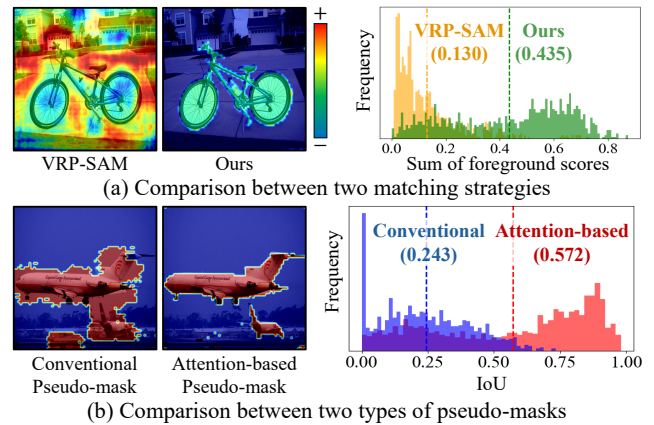 +
−
VRP-SAM
Ours
Frequency
VRP-SAM
(0.130)
Ours
(0.435)
0.0 0.2 0.4 0.6 0.8
Sum of foreground scores
(a) Comparison between two matching strategies
Conventional
Pseudo-mask
Attention-based
Pseudo-mask
Frequency
Conventional
(0.243)
Attention-based
(0.572)
0.00 0.25 0.50 0.75 1.00
IoU
(b) Comparison between two types of pseudo-masks